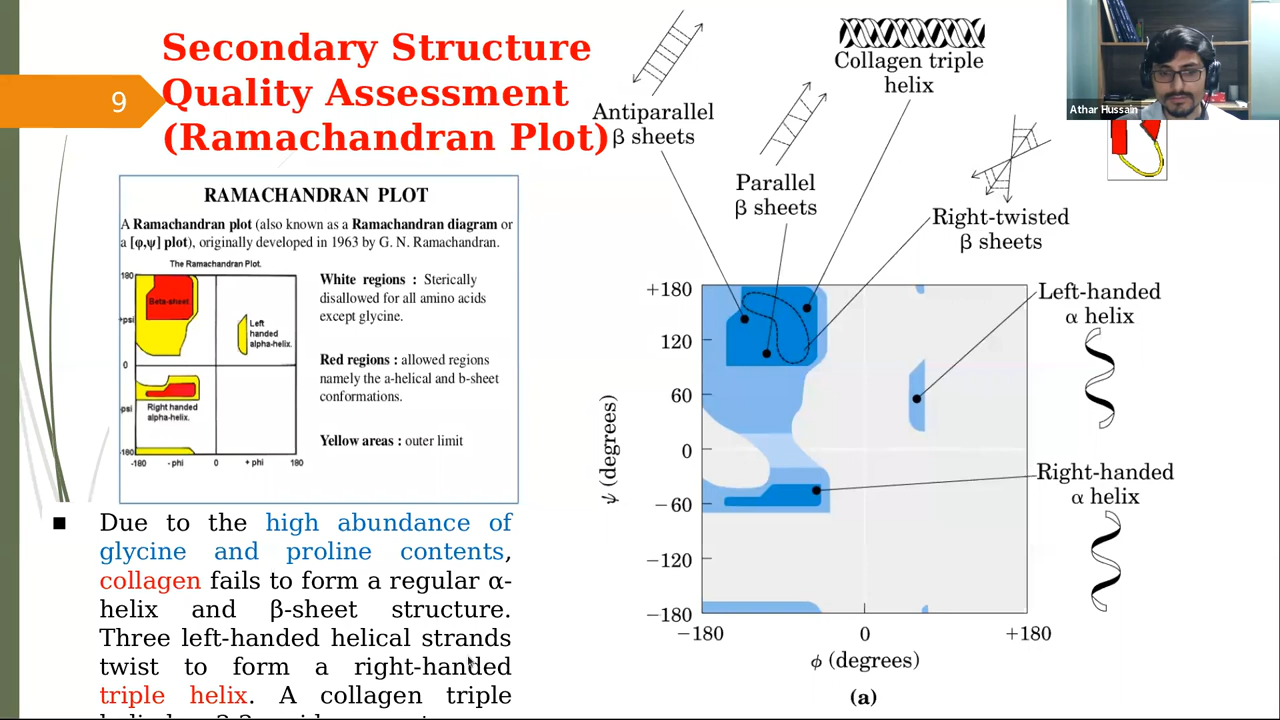 Secondary Structure
Quality Assessment
(Ramachandran Plot)
9
RAMACHANDRAN PLOT
A Ramachandran plot (also known as a Ramachandran diagram or
a [φ,ψ] plot), originally developed in 1963 by G. N. Ramachandran.
The Ramachandran Plot.
180
Beta-sheet
+psi
Left
handed
alpha-helix.
0
Right handed
alpha-helix.
-psi
-180
-180 - phi 0 + phi 180
White regions : Sterically
disallowed for all amino acids
except glycine.
Red regions : allowed regions
namely the a-helical and b-sheet
conformations.
Yellow areas : outer limit
■ Due to the high abundance of
glycine and proline contents,
collagen fails to form a regular α-
helix and β-sheet structure.
Three left-handed helical strands
twist to form a right-handed
triple helix. A collagen triple
Antiparallel
β sheets
Parallel
β sheets
Collagen triple
helix
Right-twisted
β sheets
Left-handed
α helix
Right-handed
α helix
+180
120
60
0
−60
−120
−180
ψ (degrees)
−180 0 +180
ϕ (degrees)
(a)
Athar Hussain